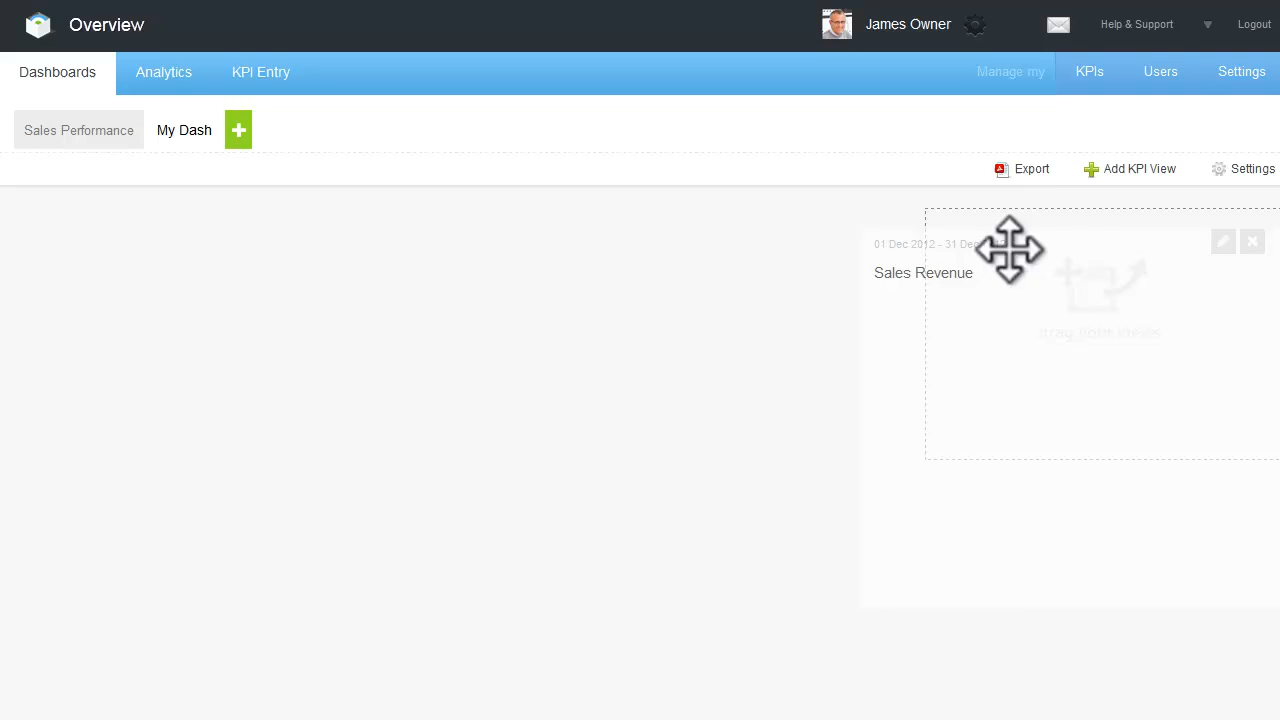 Overview
James Owner
Help & Support
Logout
Dashboards
Analytics
KPI Entry
Manage my
KPIs
Users
Settings
Sales Performance
My Dash
Export
Add KPI View
Settings
01 Dec 2012 - 31 Dec
Sales Revenue